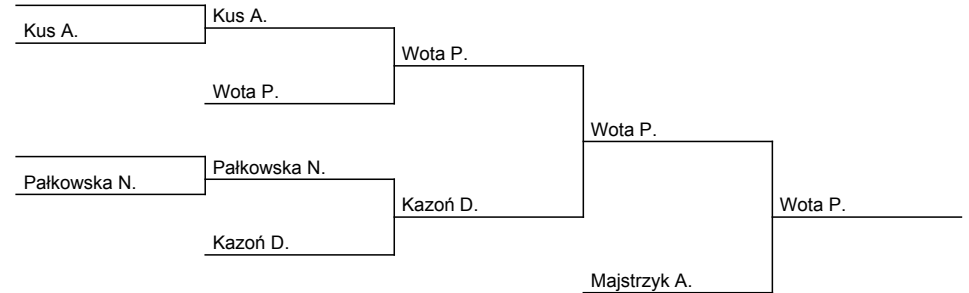 Kus A.
Kus A.
Wota P.
Wota P.
Wota P.
Pałkowska N.
Pałkowska N.
Kazoń D.
Wota P.
Kazoń D.
Majstrzyk A.